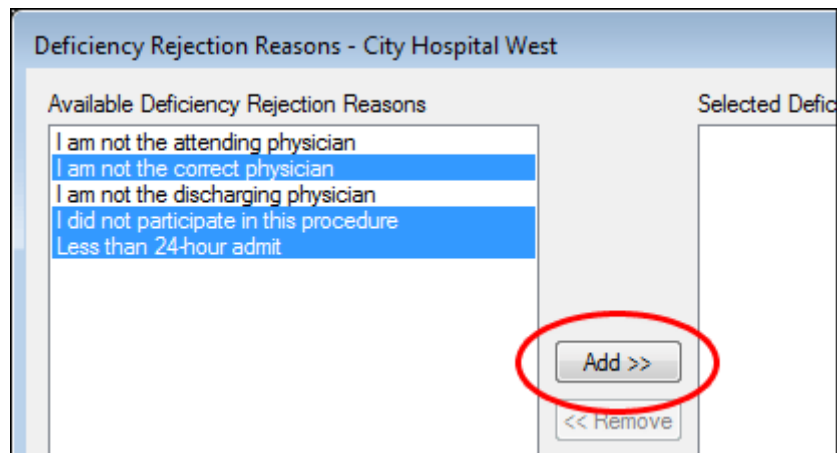 Deficiency Rejection Reasons - City Hospital West
Available Deficiency Rejection Reasons
Selected Defic
I am not the attending physician
I am not the correct physician
I am not the discharging physician
I did not participate in this procedure
Less than 24-hour admit
Add >>
<< Remove